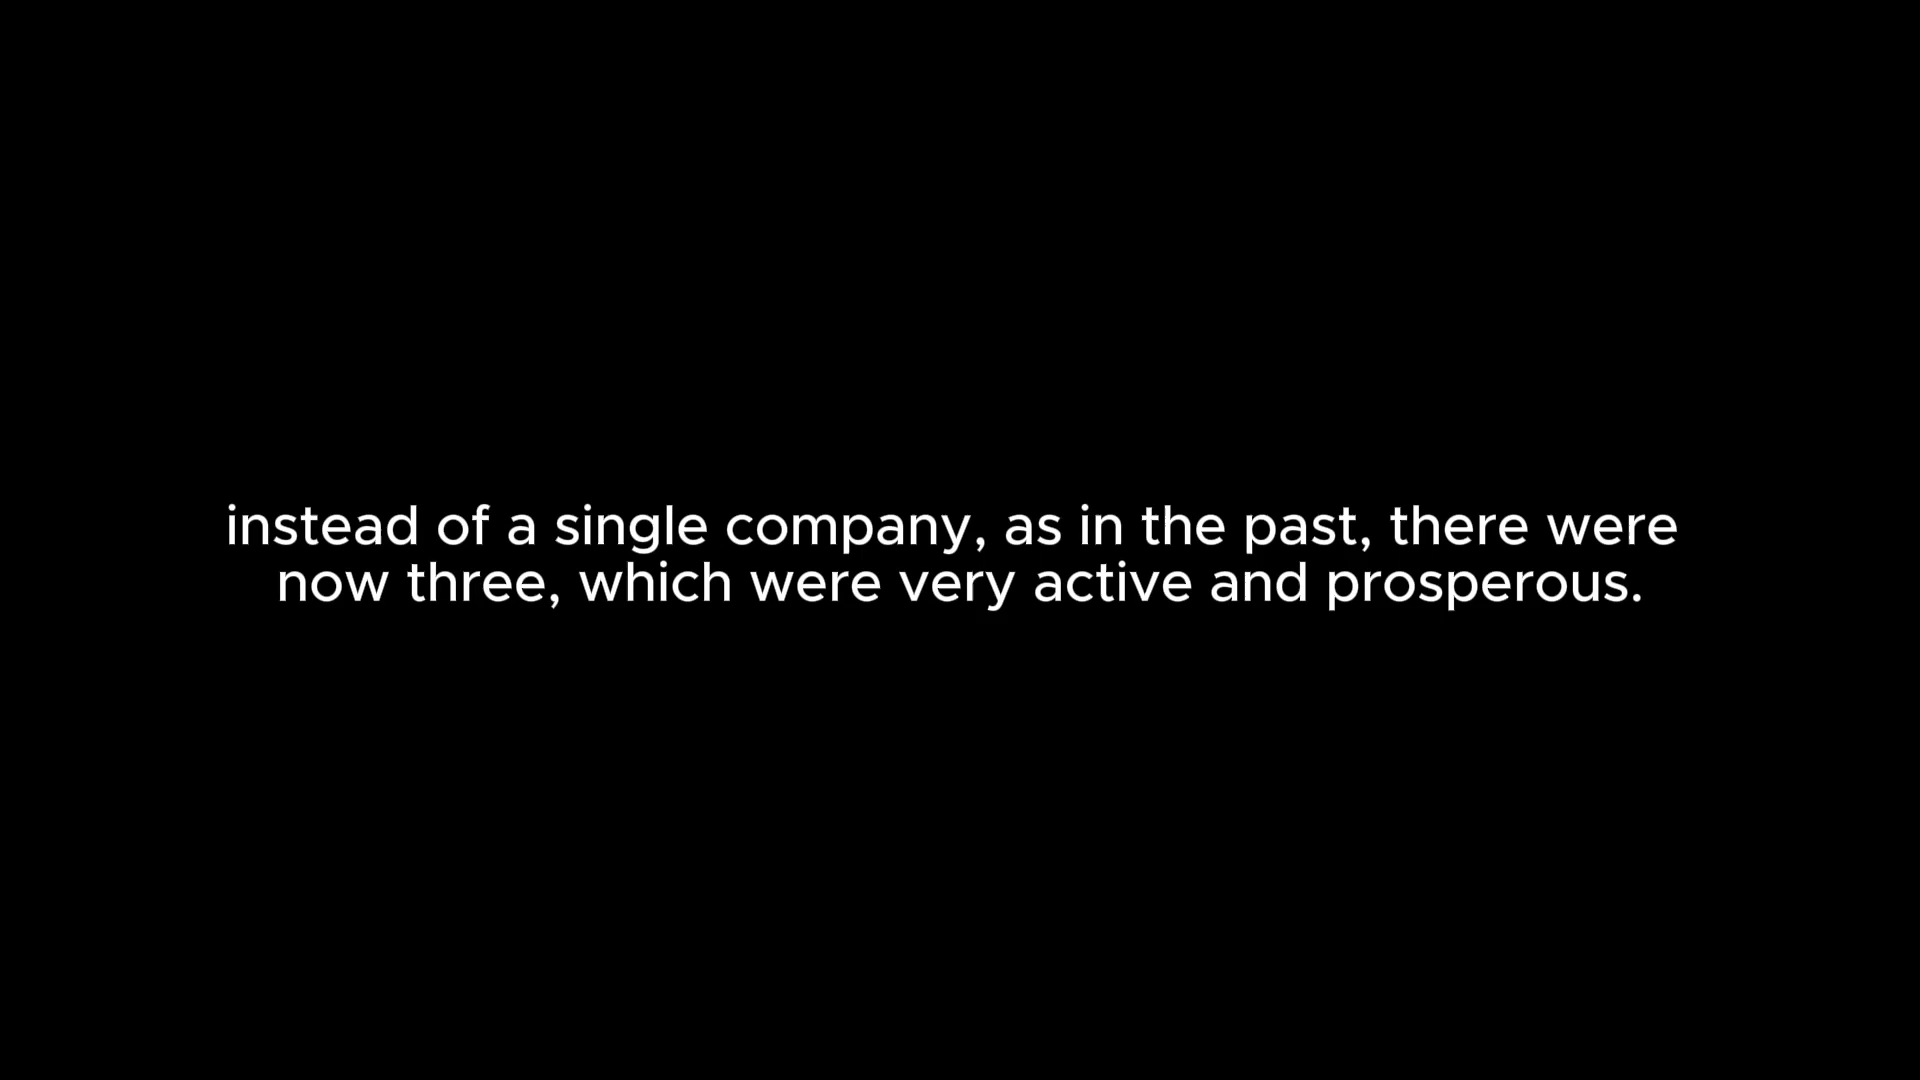 instead of a single company, as in the past, there were
now three, which were very active and prosperous.